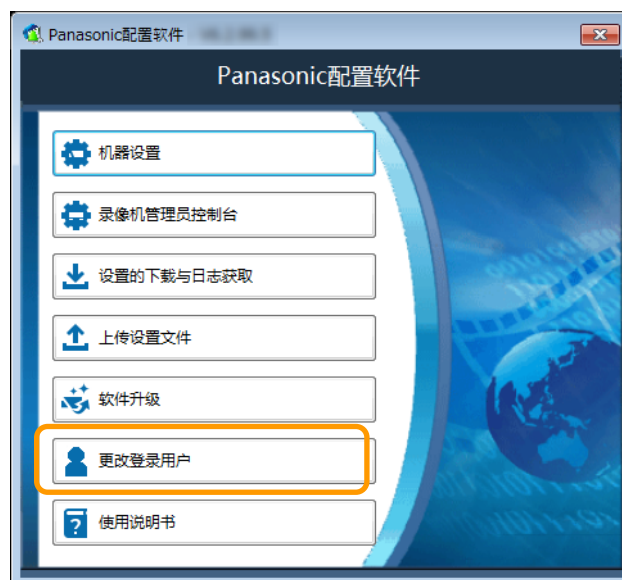 Panasonic配置软件
Panasonic配置软件
机器设置
录像机管理员控制台
设置的下载与日志获取
上传设置文件
软件升级
更改登录用户
使用说明书